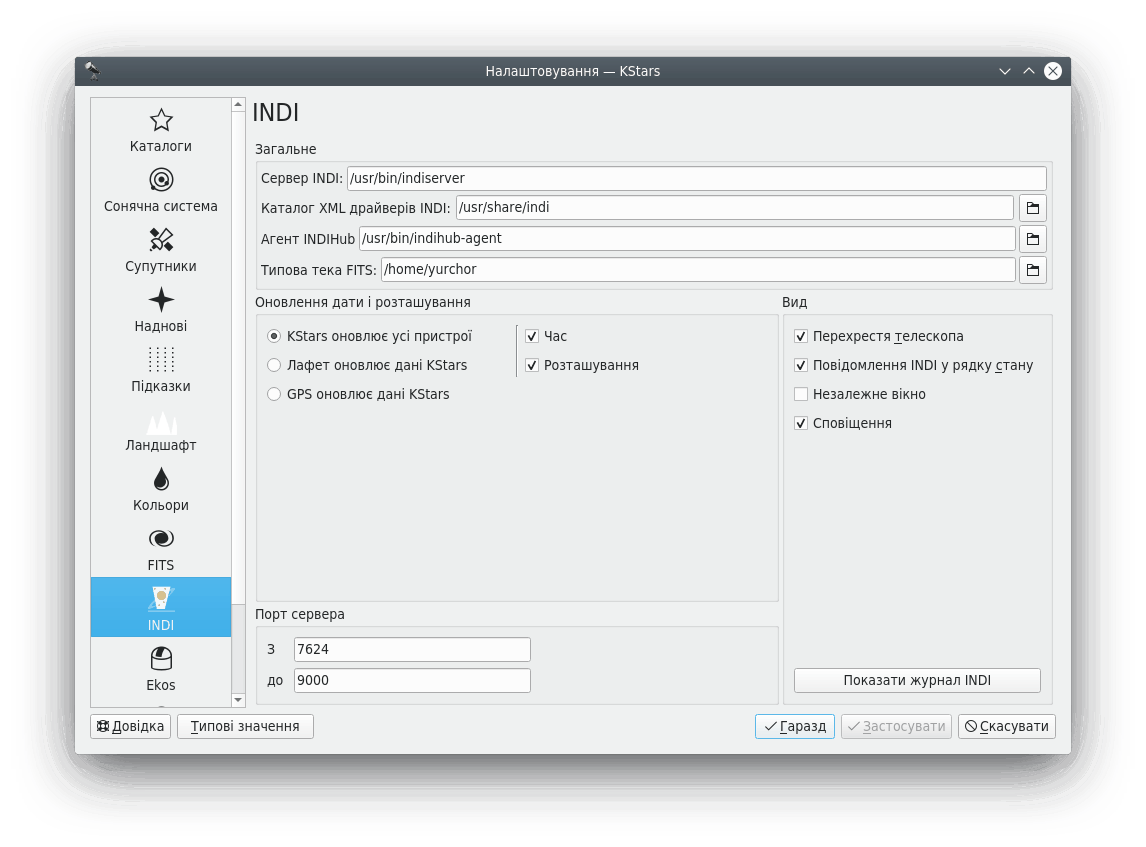 Налаштовування — KStars
Каталоги
Сонячна система
Супутники
Наднові
Підказки
Ландшафт
Кольори
FITS
INDI
Ekos
INDI
Загальне
Сервер INDI: /usr/bin/indiserver
Каталог XML драйверів INDI: /usr/share/indi
Агент INDIHub /usr/bin/indihub-agent
Типова тека FITS: /home/yurchor
Оновлення дати і розташування
KStars оновлює усі пристрої
Лафет оновлює дані KStars
GPS оновлює дані KStars
Час
Розташування
Вид
Перехрестя телескопа
Повідомлення INDI у рядку стану
Незалежне вікно
Сповіщення
Порт сервера
З 7624
до 9000
Показати журнал INDI
Довідка
Типові значення
Гаразд
Застосувати
Скасувати